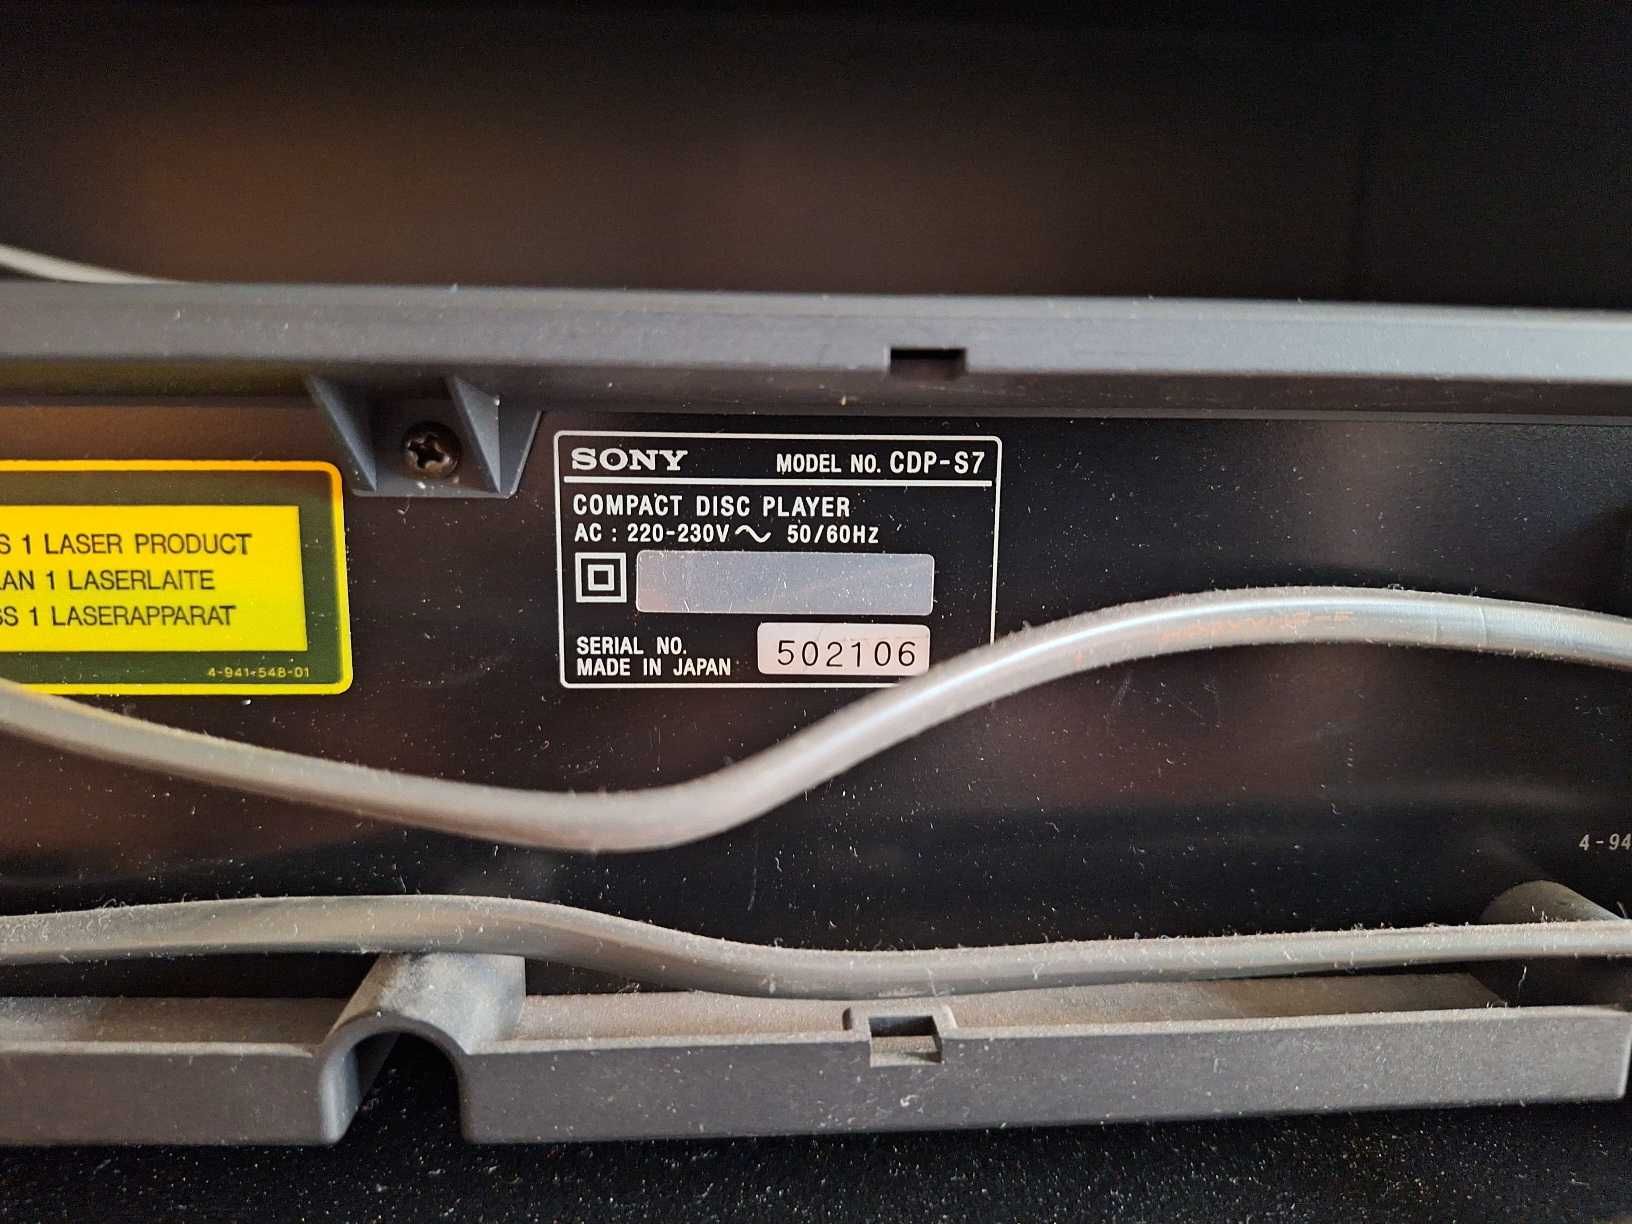 SONY MODEL NO. CDP-S7
COMPACT DISC PLAYER
AC : 220-230V ~ 50/60HZ
SERIAL NO. 502106
MADE IN JAPAN
S 1 LASER PRODUCT
AN 1 LASERLAITE
SS 1 LASERAPPARAT
4-941-548-01
4-94